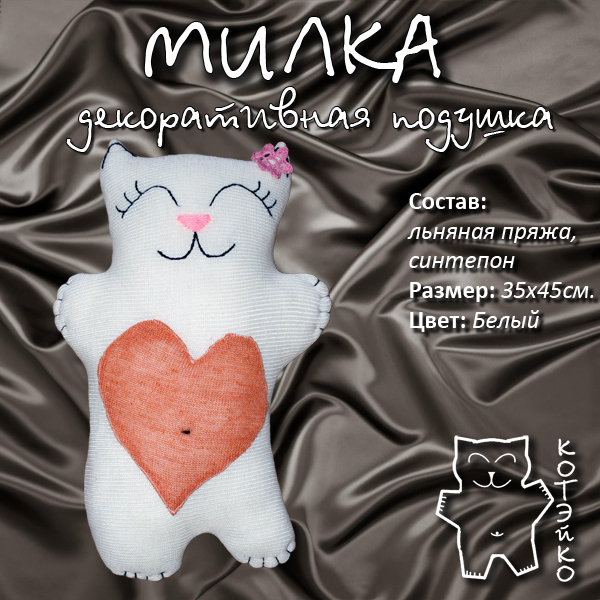 МИЛКА
декоративная подушка
Состав:
льняная пряжа,
синтепон
Размер: 35х45см.
Цвет: Белый
КОТЭЙКО